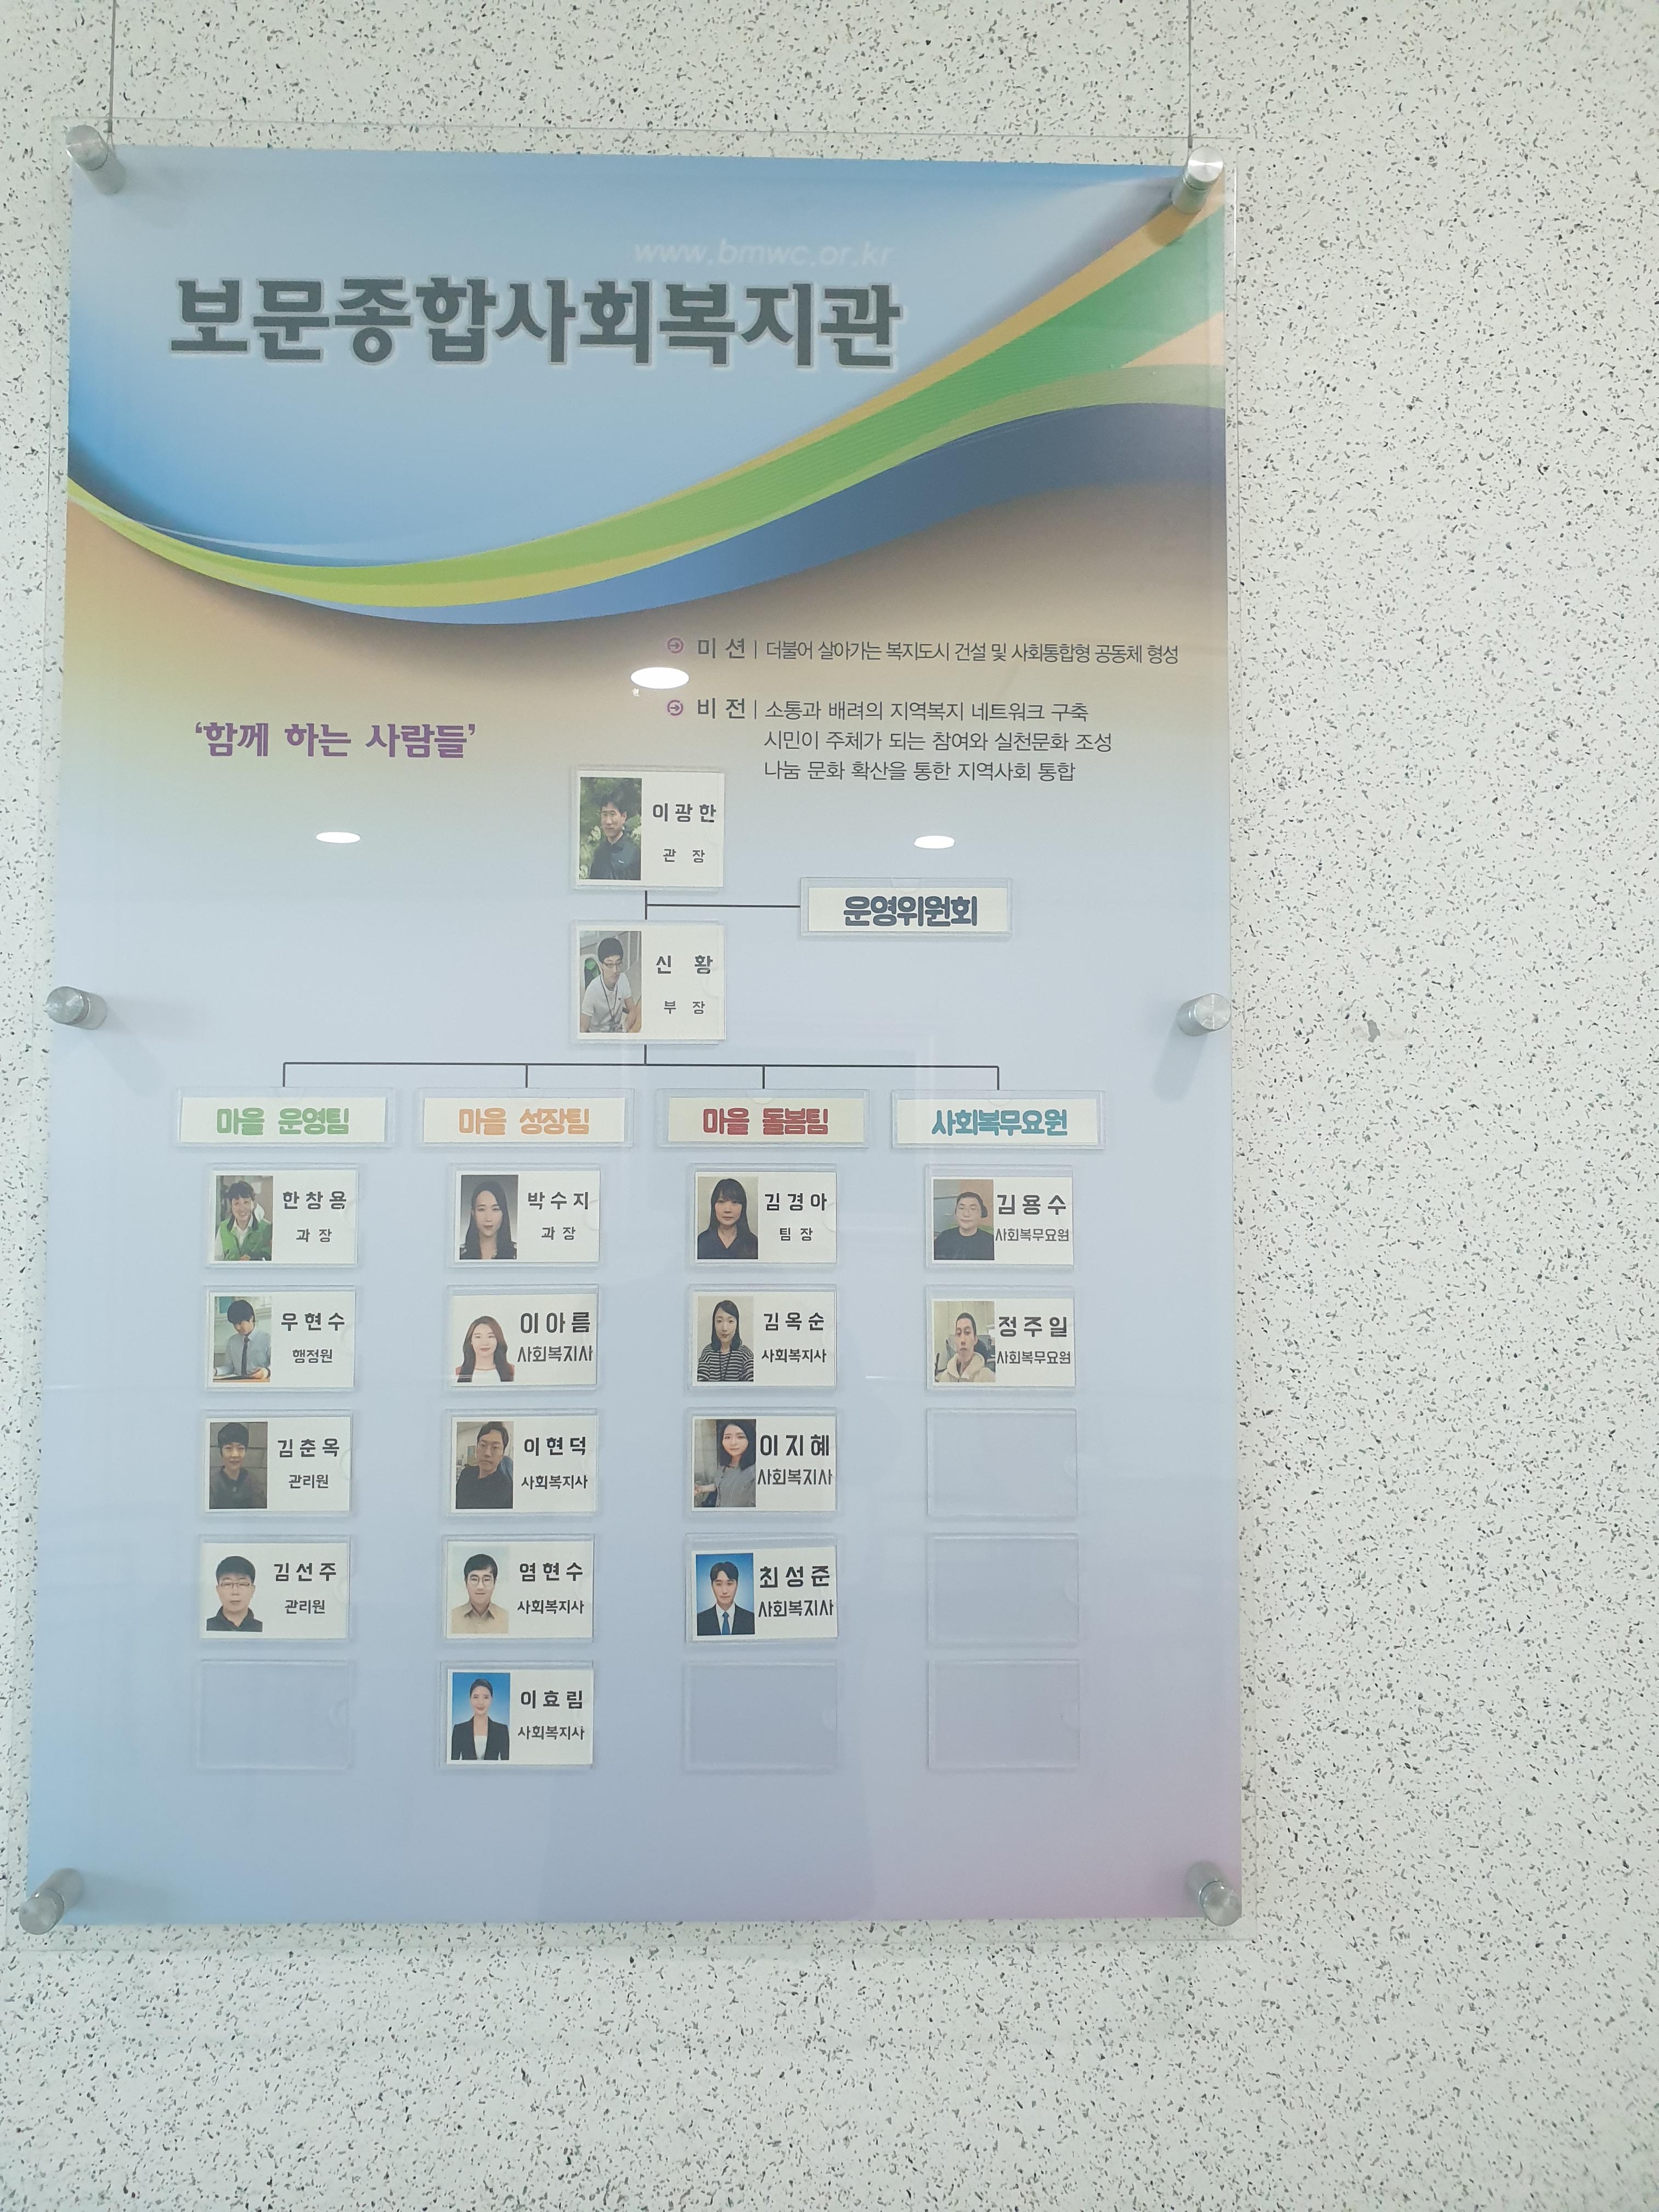 www.bmwc.or.kr
보문종합사회복지관
미 션 | 더불어 살아가는 복지도시 건설 및 사회통합형 공동체 형성
비 전 | 소통과 배려의 지역복지 네트워크 구축
시민이 주체가 되는 참여와 실천문화 조성
나눔 문화 확산을 통한 지역사회 통합
‘함께 하는 사람들’
이 광 한
관 장
운영위원회
신 황
부 장
마을 운영팀
마을 성장팀
마을 돌봄팀
사회복무요원
한 창 용
과 장
박 수 지
과 장
김 경 아
팀 장
김 용 수
사회복무요원
우 현 수
행정원
이 아 름
사회복지사
김 옥 순
사회복지사
정 주 일
사회복무요원
김 춘 옥
관리원
이 현 덕
사회복지사
이 지 혜
사회복지사
김 선 주
관리원
염 현 수
사회복지사
최 성 준
사회복지사
이 효 림
사회복지사